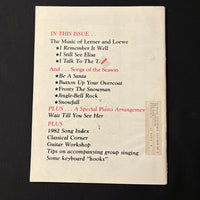 IN THIS ISSUE...
The Music of Lerner and Loewe
★ I Remember It Well
★ I Still See Elisa
★ I Talk To The
And... Songs of the Season
★ Be A Santa
★ Button Up Your Overcoat
★ Frosty The Snowman
★ Jingle-Bell Rock
★ Snowfall
PLUS... A Special Piano Arrangement
Wait Till You See Her
PLUS
1982 Song Index
Classical Corner
Guitar Workshop
Tips on accompanying group singing
Some keyboard "hooks"